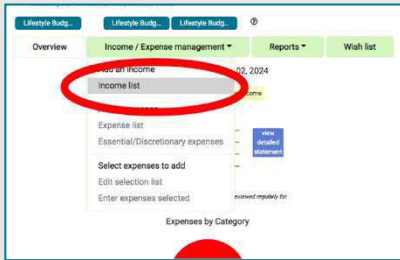 Lifestyle Budg... Lifestyle Budg... Lifestyle Budg...
Overview Income / Expense management Reports Wish list
Add an income 02, 2024
Income list
come
Expense list
Essential/Discretionary expenses
view
detailed
statement
Select expenses to add
Edit selection list
Enter expenses selected
eviewed regularly for
Expenses by Category